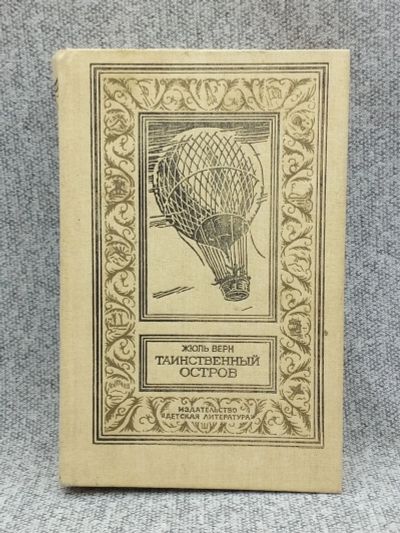 ЖЮЛЬ ВЕРН
ТАИНСТВЕННЫЙ
ОСТРОВ
ИЗДАТЕЛЬСТВО
«ДЕТСКАЯ ЛИТЕРАТУРА»